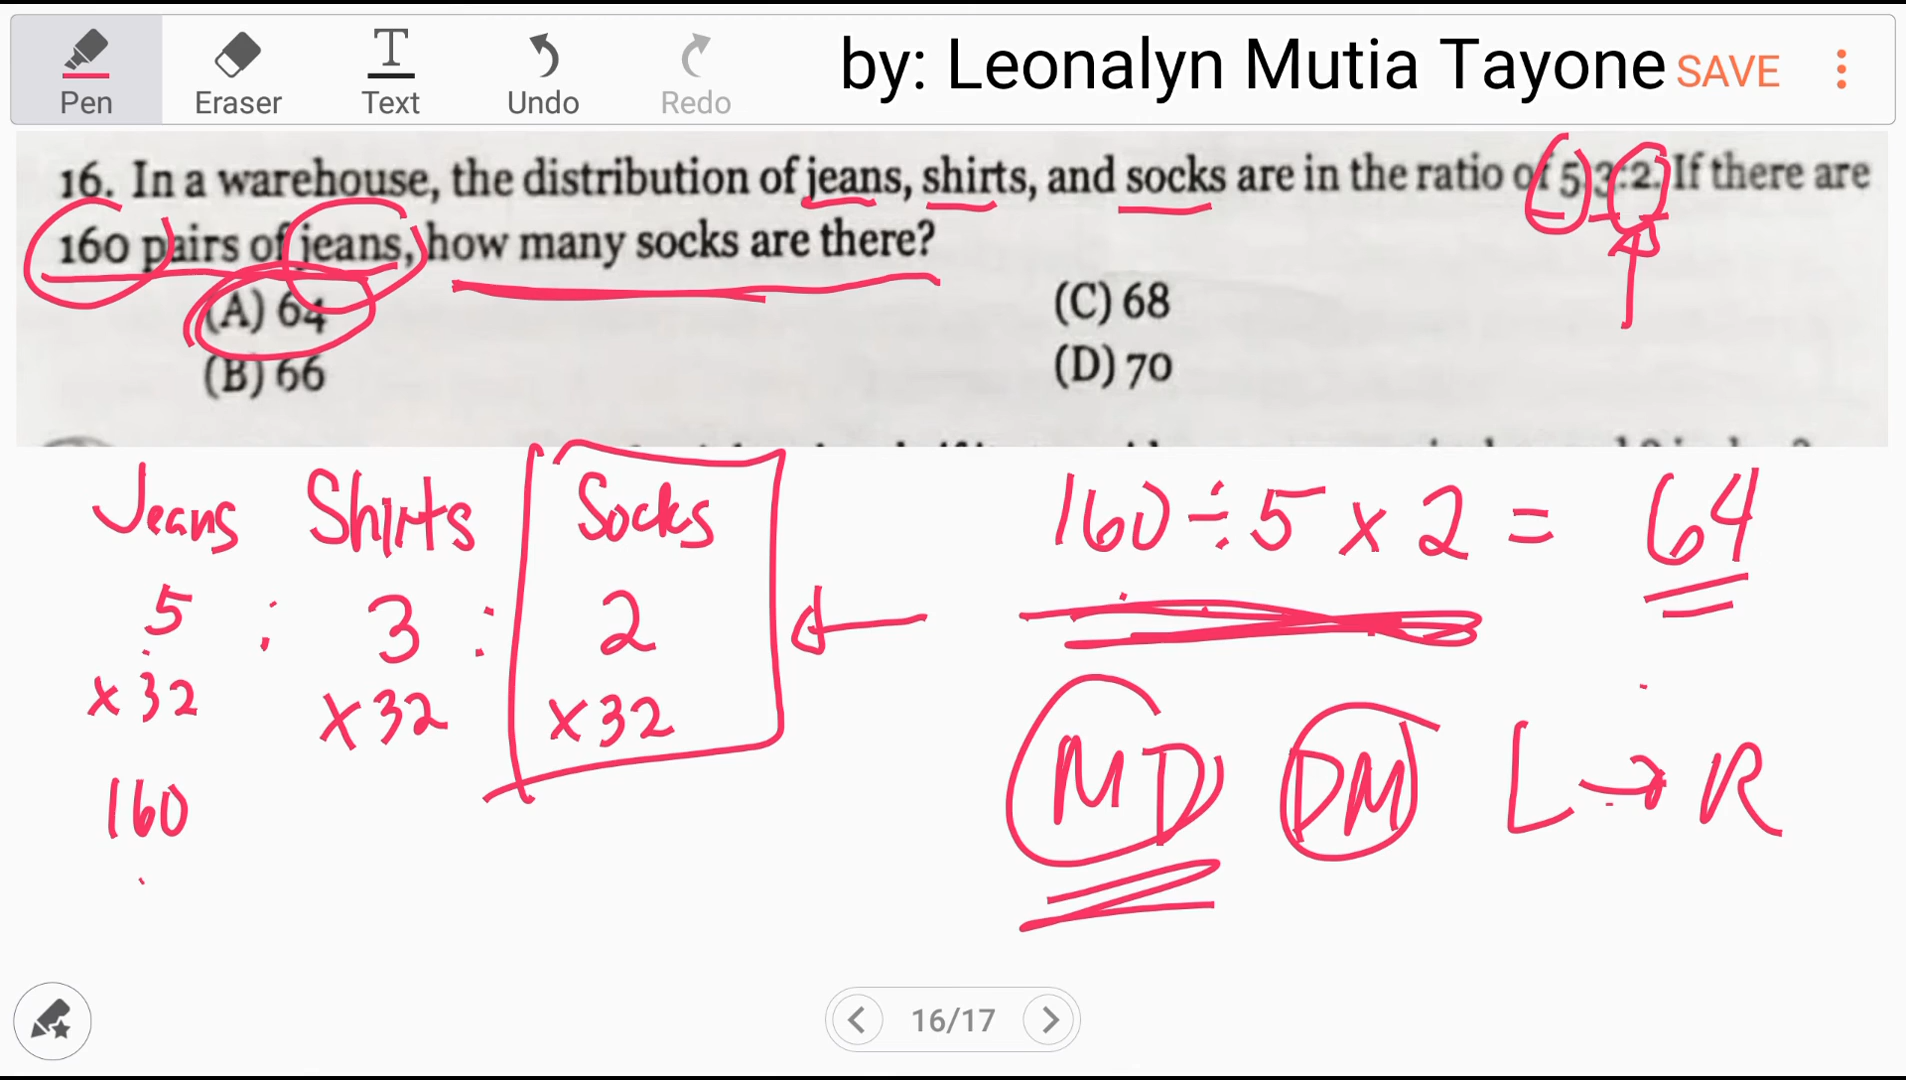 Pen
Eraser
Text
Undo
Redo
by: Leonalyn Mutia Tayone
SAVE
16. In a warehouse, the distribution of jeans, shirts, and socks are in the ratio of 5:3:2. If there are
160 pairs of jeans, how many socks are there?
(A) 64
(B) 66
(C) 68
(D) 70
Jeans Shirts Socks
5 : 3 : 2
x 32 x 32 x 32
160
160 ÷ 5 x 2 = 64
MD DM L → R
16/17